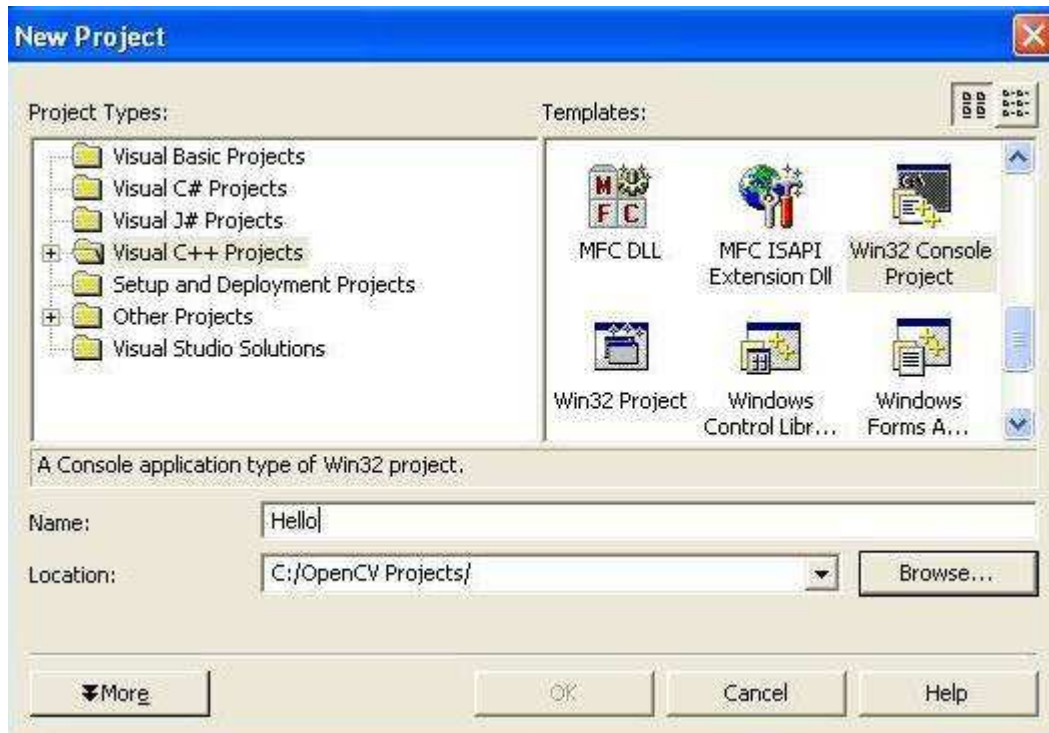 New Project
Project Types:
Templates:
Visual Basic Projects
Visual C# Projects
Visual J# Projects
Visual C++ Projects
Setup and Deployment Projects
Other Projects
Visual Studio Solutions
M
F C
MFC DLL
MFC ISAPI
Extension Dll
C:\
Win32 Console
Project
Win32 Project
Windows
Control Libr...
Windows
Forms A...
A Console application type of Win32 project.
Name:
Hello
Location:
C:/OpenCV Projects/
Browse...
More
OK
Cancel
Help